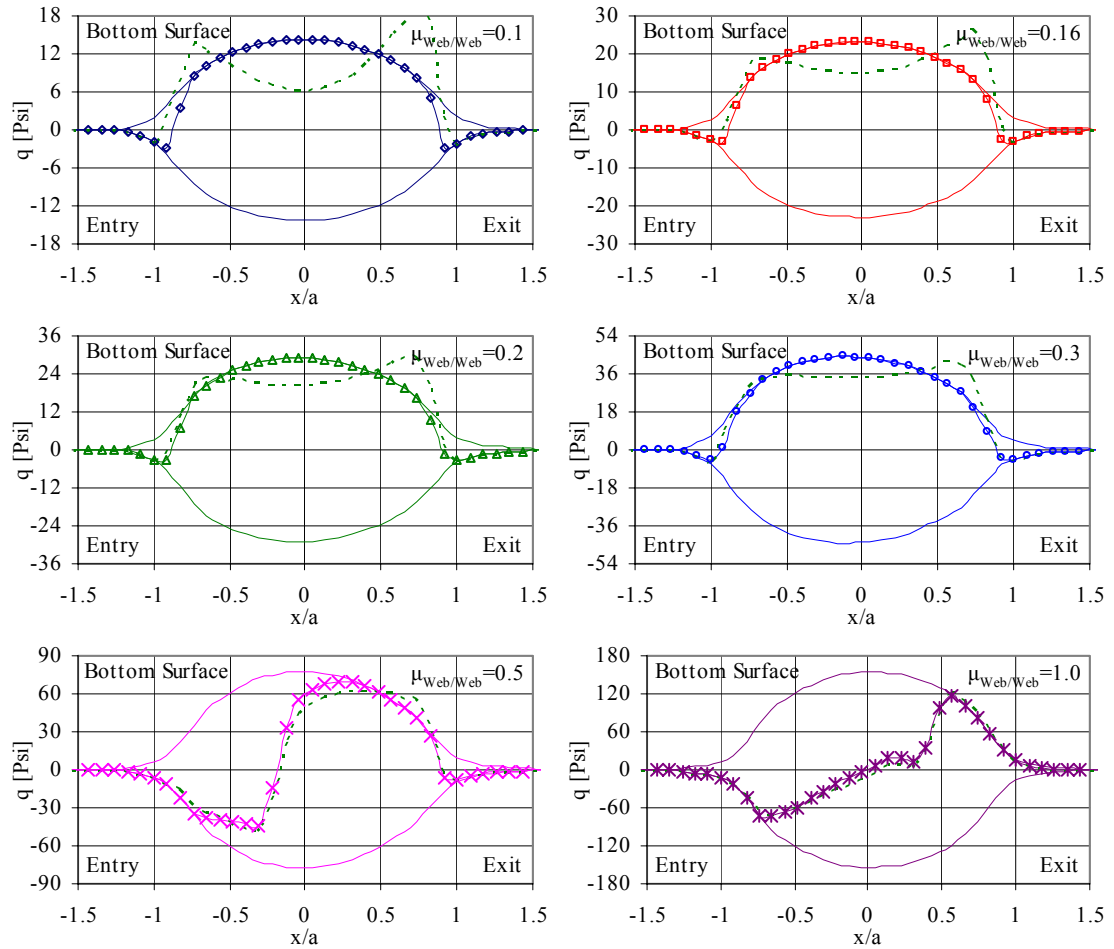 Bottom Surface μWeb/Web=0.1
18
12
6
0
-6
-12
-18
q [Psi]
Entry Exit
-1.5 -1 -0.5 0 0.5 1 1.5
x/a
Bottom Surface μWeb/Web=0.16
30
20
10
0
-10
-20
-30
q [Psi]
Entry Exit
-1.5 -1 -0.5 0 0.5 1 1.5
x/a
Bottom Surface μWeb/Web=0.2
36
24
12
0
-12
-24
-36
q [Psi]
Entry Exit
-1.5 -1 -0.5 0 0.5 1 1.5
x/a
Bottom Surface μWeb/Web=0.3
54
36
18
0
-18
-36
-54
q [Psi]
Entry Exit
-1.5 -1 -0.5 0 0.5 1 1.5
x/a
Bottom Surface μWeb/Web=0.5
90
60
30
0
-30
-60
-90
q [Psi]
Entry Exit
-1.5 -1 -0.5 0 0.5 1 1.5
x/a
Bottom Surface μWeb/Web=1.0
180
120
60
0
-60
-120
-180
q [Psi]
Entry Exit
-1.5 -1 -0.5 0 0.5 1 1.5
x/a